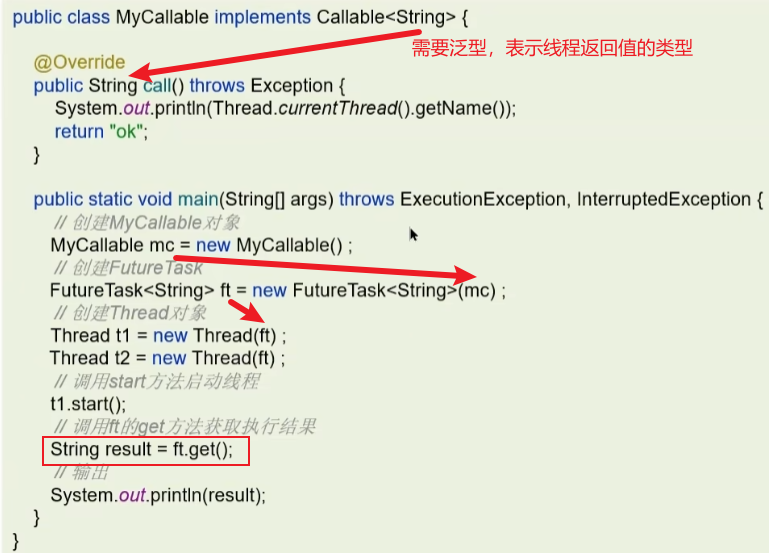 public class MyCallable implements Callable<String> {
需要泛型，表示线程返回值的类型
@Override
public String call() throws Exception {
System.out.println(Thread.currentThread().getName());
return "ok";
}
public static void main(String[] args) throws ExecutionException, InterruptedException {
// 创建MyCallable对象
MyCallable mc = new MyCallable() ;
// 创建FutureTask
FutureTask<String> ft = new FutureTask<String>(mc) ;
// 创建Thread对象
Thread t1 = new Thread(ft) ;
Thread t2 = new Thread(ft) ;
// 调用start方法启动线程
t1.start();
// 调用ft的get方法获取执行结果
String result = ft.get();
// 输出
System.out.println(result);
}
}